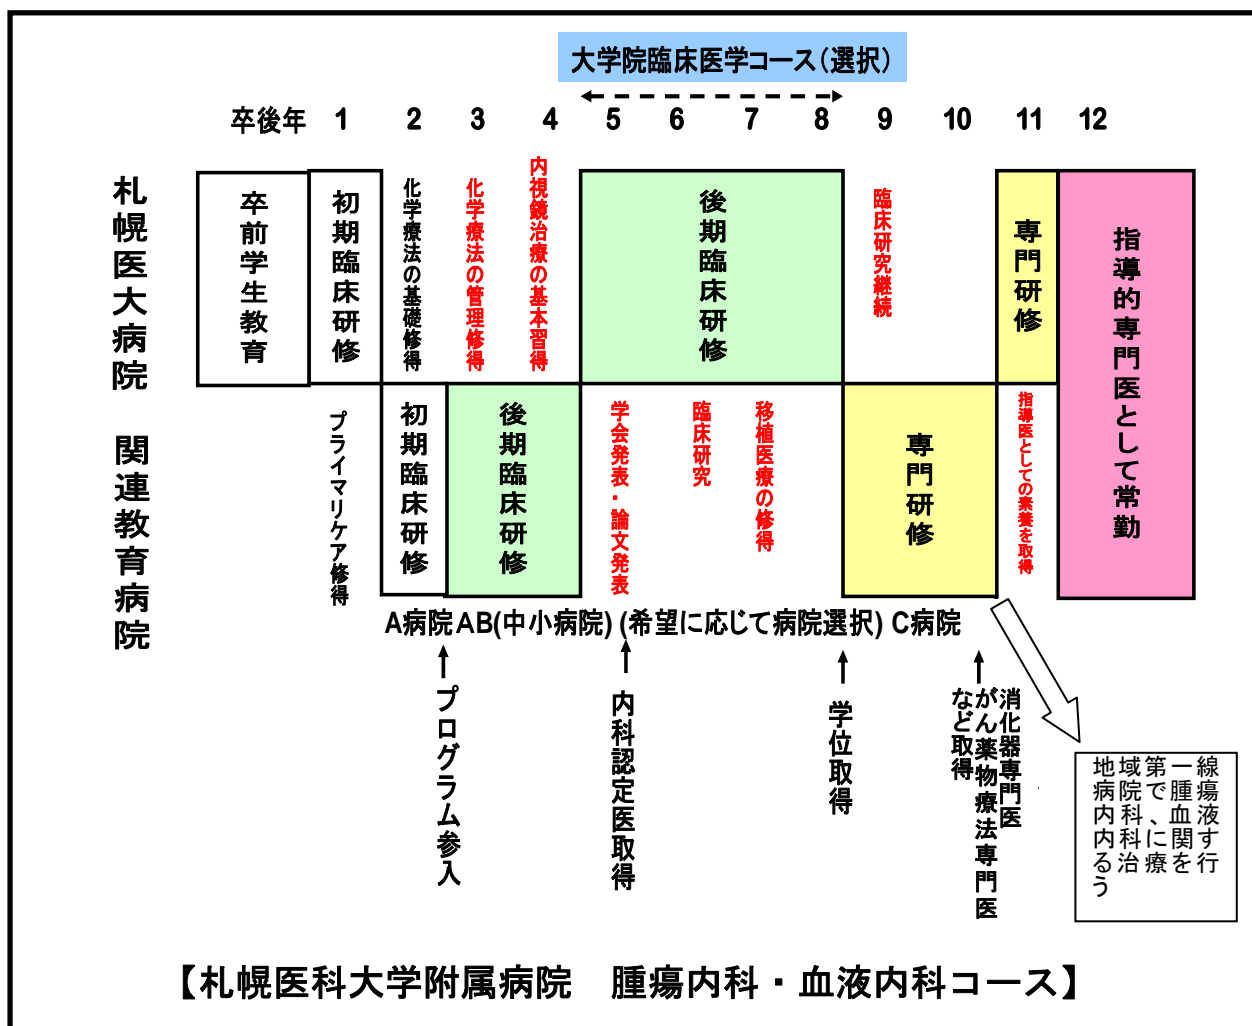 大学院臨床医学コース（選択）
卒後年 1 2 3 4 5 6 7 8 9 10 11 12
札幌医大病院
卒前学生教育
初期臨床研修
化学療法の基礎修得
化学療法の管理修得
内視鏡治療の基本習得
後期臨床研修
臨床研究継続
専門研修
指導的専門医として常勤
関連教育病院
プライマリケア修得
初期臨床研修
後期臨床研修
学会発表・論文発表
臨床研究
移植医療の修得
専門研修
指導医としての素養を取得
A病院 AB(中小病院) (希望に応じて病院選択) C病院
プログラム参入
内科認定医取得
学位取得
消化器専門医
がん薬物療法専門医
など取得
地域第一線
病院で腫瘍
内科、血液
内科に関す
る治療を行
う
【札幌医科大学附属病院　腫瘍内科・血液内科コース】